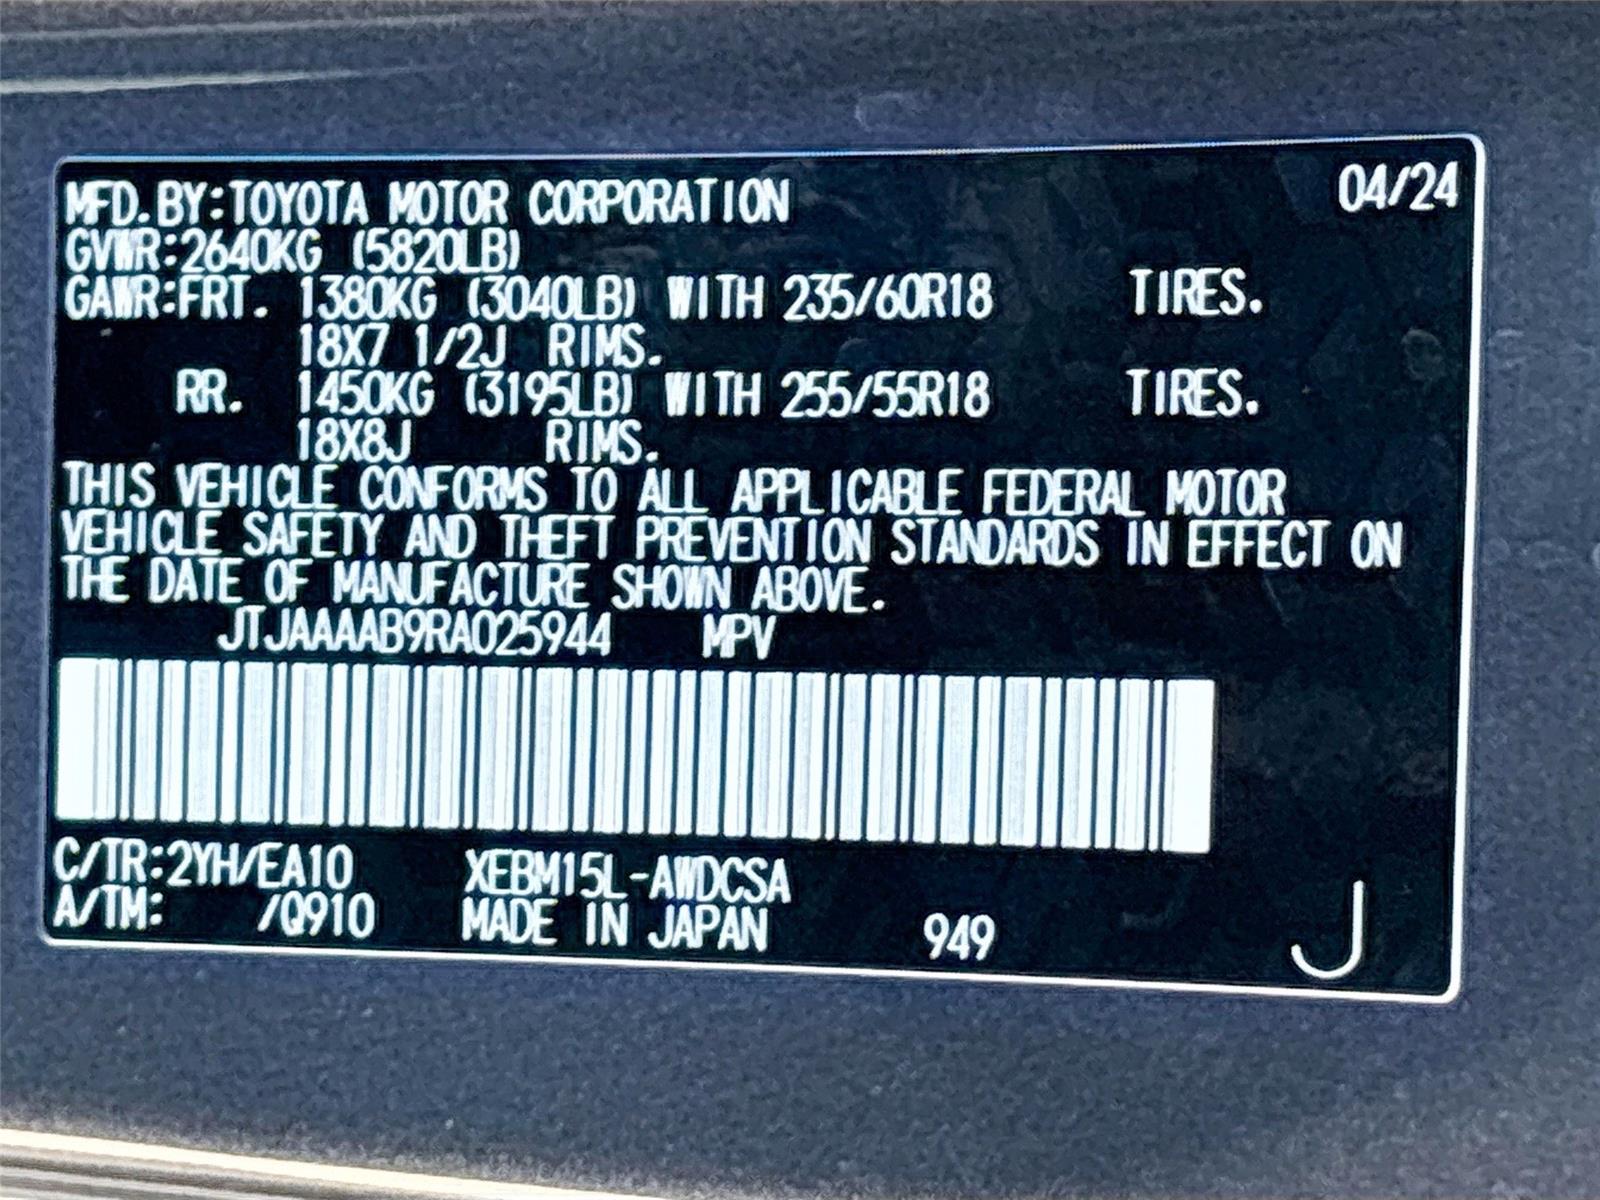 MFD.BY:TOYOTA MOTOR CORPORATION 04/24
GVWR:2640KG (5820LB)
GAWR:FRT. 1380KG (3040LB) WITH 235/60R18 TIRES.
18X7 1/2J RIMS.
RR. 1450KG (3195LB) WITH 255/55R18 TIRES.
18X8J RIMS.
THIS VEHICLE CONFORMS TO ALL APPLICABLE FEDERAL MOTOR
VEHICLE SAFETY AND THEFT PREVENTION STANDARDS IN EFFECT ON
THE DATE OF MANUFACTURE SHOWN ABOVE.
JTJAAAAB9RA025944 MPV
C/TR:2YH/EA10 XEBM15L-AWDCSA
A/TM: /Q910 MADE IN JAPAN 949 J